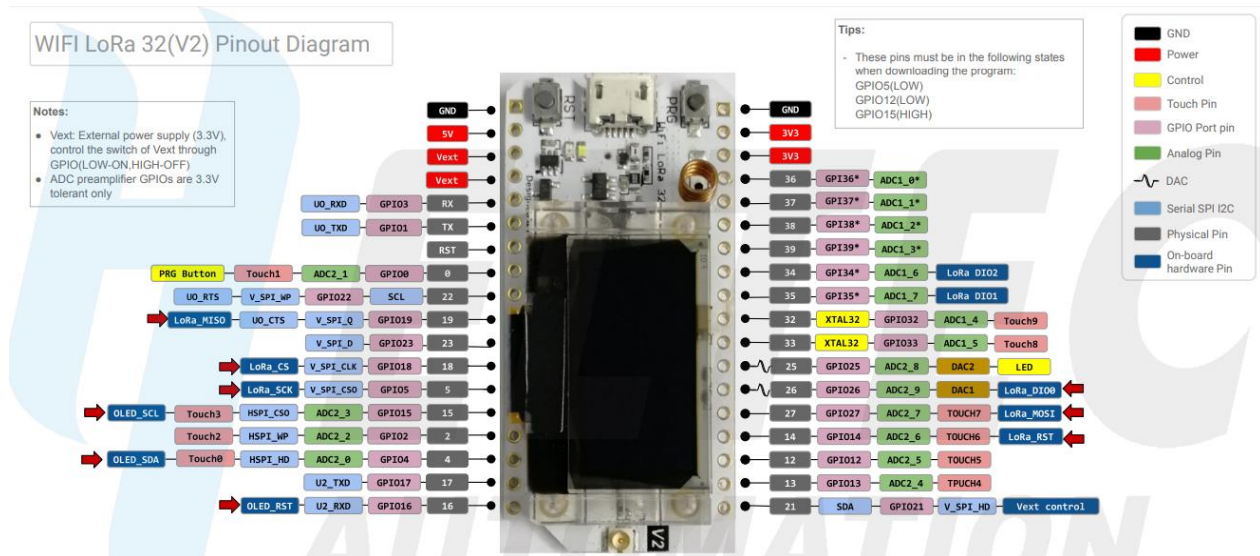 WIFI LoRa 32(V2) Pinout Diagram
Notes:
● Vext: External power supply (3.3V),
control the switch of Vext through
GPIO(LOW-ON,HIGH-OFF)
● ADC preamplifier GPIOs are 3.3V
tolerant only
Tips:
- These pins must be in the following states
when downloading the program:
GPIO5(LOW)
GPIO12(LOW)
GPIO15(HIGH)
GND
Power
Control
Touch Pin
GPIO Port pin
Analog Pin
DAC
Serial SPI I2C
Physical Pin
On-board
hardware Pin
GND
5V
Vext
Vext
UO_RXD GPIO3 RX
UO_TXD GPIO1 TX
RST
PRG Button Touch1 ADC2_1 GPIO0 0
UO_RTS V_SPI_WP GPIO22 SCL 22
LoRa_MISO UO_CTS V_SPI_Q GPIO19 19
V_SPI_D GPIO23 23
LoRa_CS V_SPI_CLK GPIO18 18
LoRa_SCK V_SPI_CSO GPIO5 5
OLED_SCL Touch3 HSPI_CSO ADC2_3 GPIO15 15
Touch2 HSPI_WP ADC2_2 GPIO2 2
OLED_SDA Touch0 HSPI_HD ADC2_0 GPIO4 4
U2_TXD GPIO17 17
OLED_RST U2_RXD GPIO16 16
RST
PRG
WiFi LoRa 32
V2
GND
3V3
3V3
36 GPI36* ADC1_0*
37 GPI37* ADC1_1*
38 GPI38* ADC1_2*
39 GPI39* ADC1_3*
34 GPI34* ADC1_6 LoRa DIO2
35 GPI35* ADC1_7 LoRa DIO1
32 XTAL32 GPIO32 ADC1_4 Touch9
33 XTAL32 GPIO33 ADC1_5 Touch8
25 GPIO25 ADC2_8 DAC2 LED
26 GPIO26 ADC2_9 DAC1 LoRa_DIO0
27 GPIO27 ADC2_7 TOUCH7 LoRa_MOSI
14 GPIO14 ADC2_6 TOUCH6 LoRa_RST
12 GPIO12 ADC2_5 TOUCH5
13 GPIO13 ADC2_4 TPUCH4
21 SDA GPIO21 V_SPI_HD Vext control
AUTOMATION